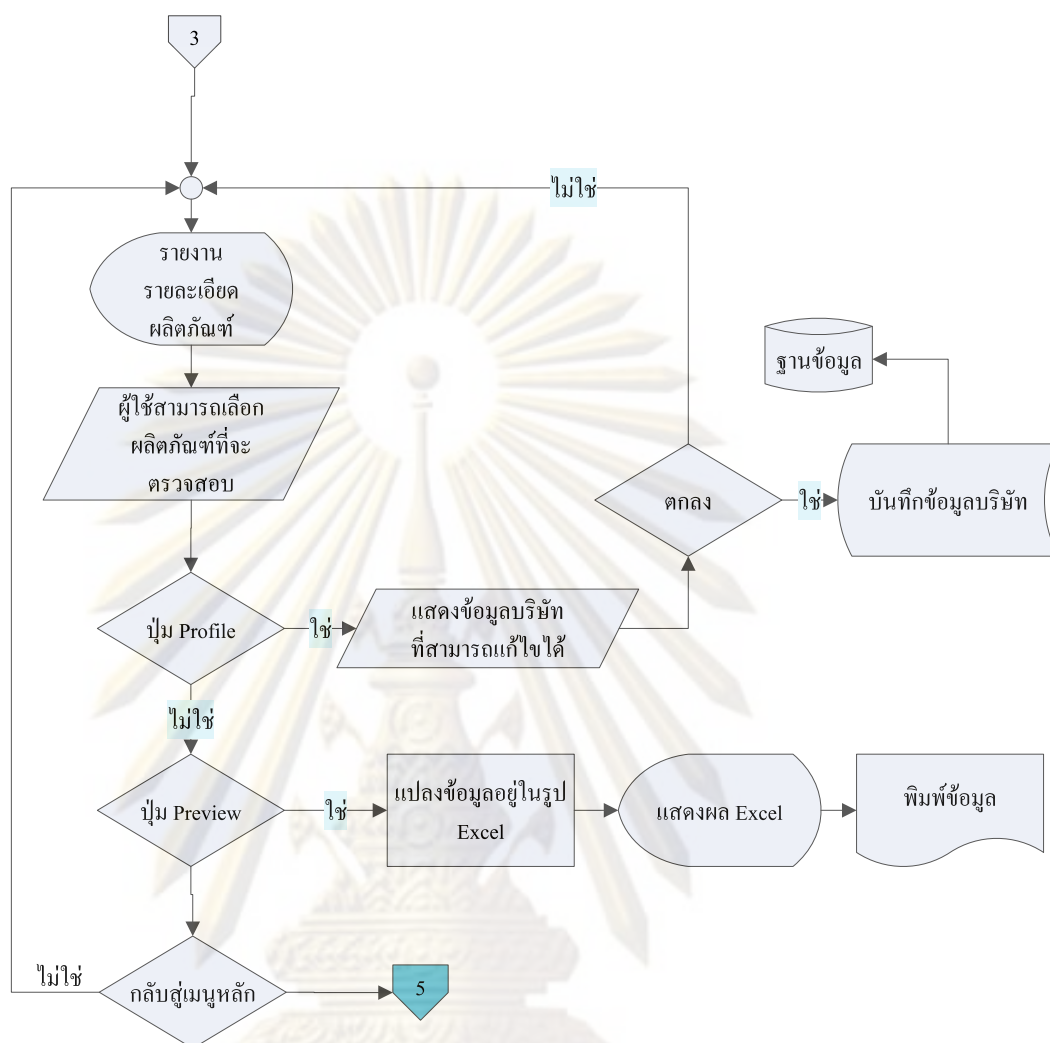 3
ไม่ใช่
รายงาน
รายละเอียด
ผลิตภัณฑ์
ฐานข้อมูล
ผู้ใช้สามารถเลือก
ผลิตภัณฑ์ที่จะ
ตรวจสอบ
ตกลง
ใช่
บันทึกข้อมูลบริษัท
ปุ่ม Profile
ใช่
แสดงข้อมูลบริษัท
ที่สามารถแก้ไขได้
ไม่ใช่
ปุ่ม Preview
ใช่
แปลงข้อมูลอยู่ในรูป
Excel
แสดงผล Excel
พิมพ์ข้อมูล
ไม่ใช่
กลับสู่เมนูหลัก
5